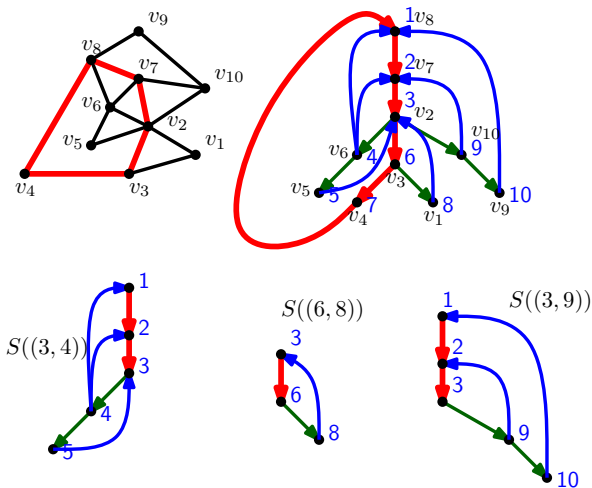 v₉
v₈
v₇
v₁₀
v₆
v₂
v₅
v₁
v₄
v₃
1 v₈
2 v₇
3 v₂
v₁₀
v₆ 4 6 9
v₃
v₅ 5 7 8 10
v₄ v₁ v₉
1
2
S((3, 4))
3
4
5
S((6, 8))
3
6
8
S((3, 9))
1
2
3
9
10